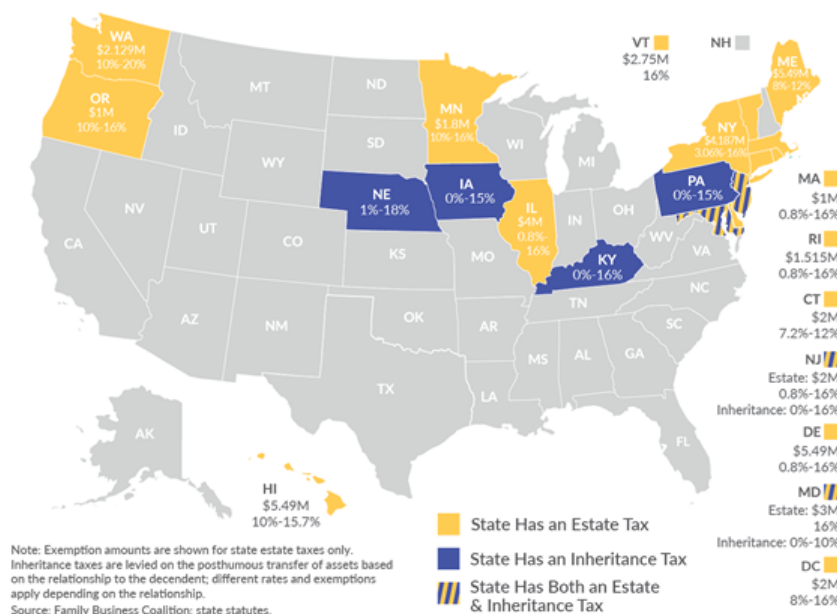 WA
$2.129M
10%-20%
OR
$1M
10%-16%
MT
ID
WY
NV
UT
CA
AZ
CO
NM
ND
SD
NE
1%-18%
KS
OK
TX
MN
$1.8M
10%-16%
IA
0%-15%
MO
AR
LA
WI
IL
$4M
0.8%-
16%
MI
IN
OH
KY
0%-16%
TN
MS
AL
GA
FL
SC
NC
VA
WV
PA
0%-15%
NY
$4.187M
3.06%-16%
VT
$2.75M
16%
NH
ME
$5.49M
8%-12%
MA
$1M
0.8%-16%
RI
$1.515M
0.8%-16%
CT
$2M
7.2%-12%
NJ
Estate: $2M
0.8%-16%
Inheritance: 0%-16%
DE
$5.49M
0.8%-16%
MD
Estate: $3M
16%
Inheritance: 0%-10%
DC
$2M
8%-16%
AK
HI
$5.49M
10%-15.7%
State Has an Estate Tax
State Has an Inheritance Tax
State Has Both an Estate
& Inheritance Tax
Note: Exemption amounts are shown for state estate taxes only.
Inheritance taxes are levied on the posthumous transfer of assets based
on the relationship to the decendent; different rates and exemptions
apply depending on the relationship.
Source: Family Business Coalition; state statutes.